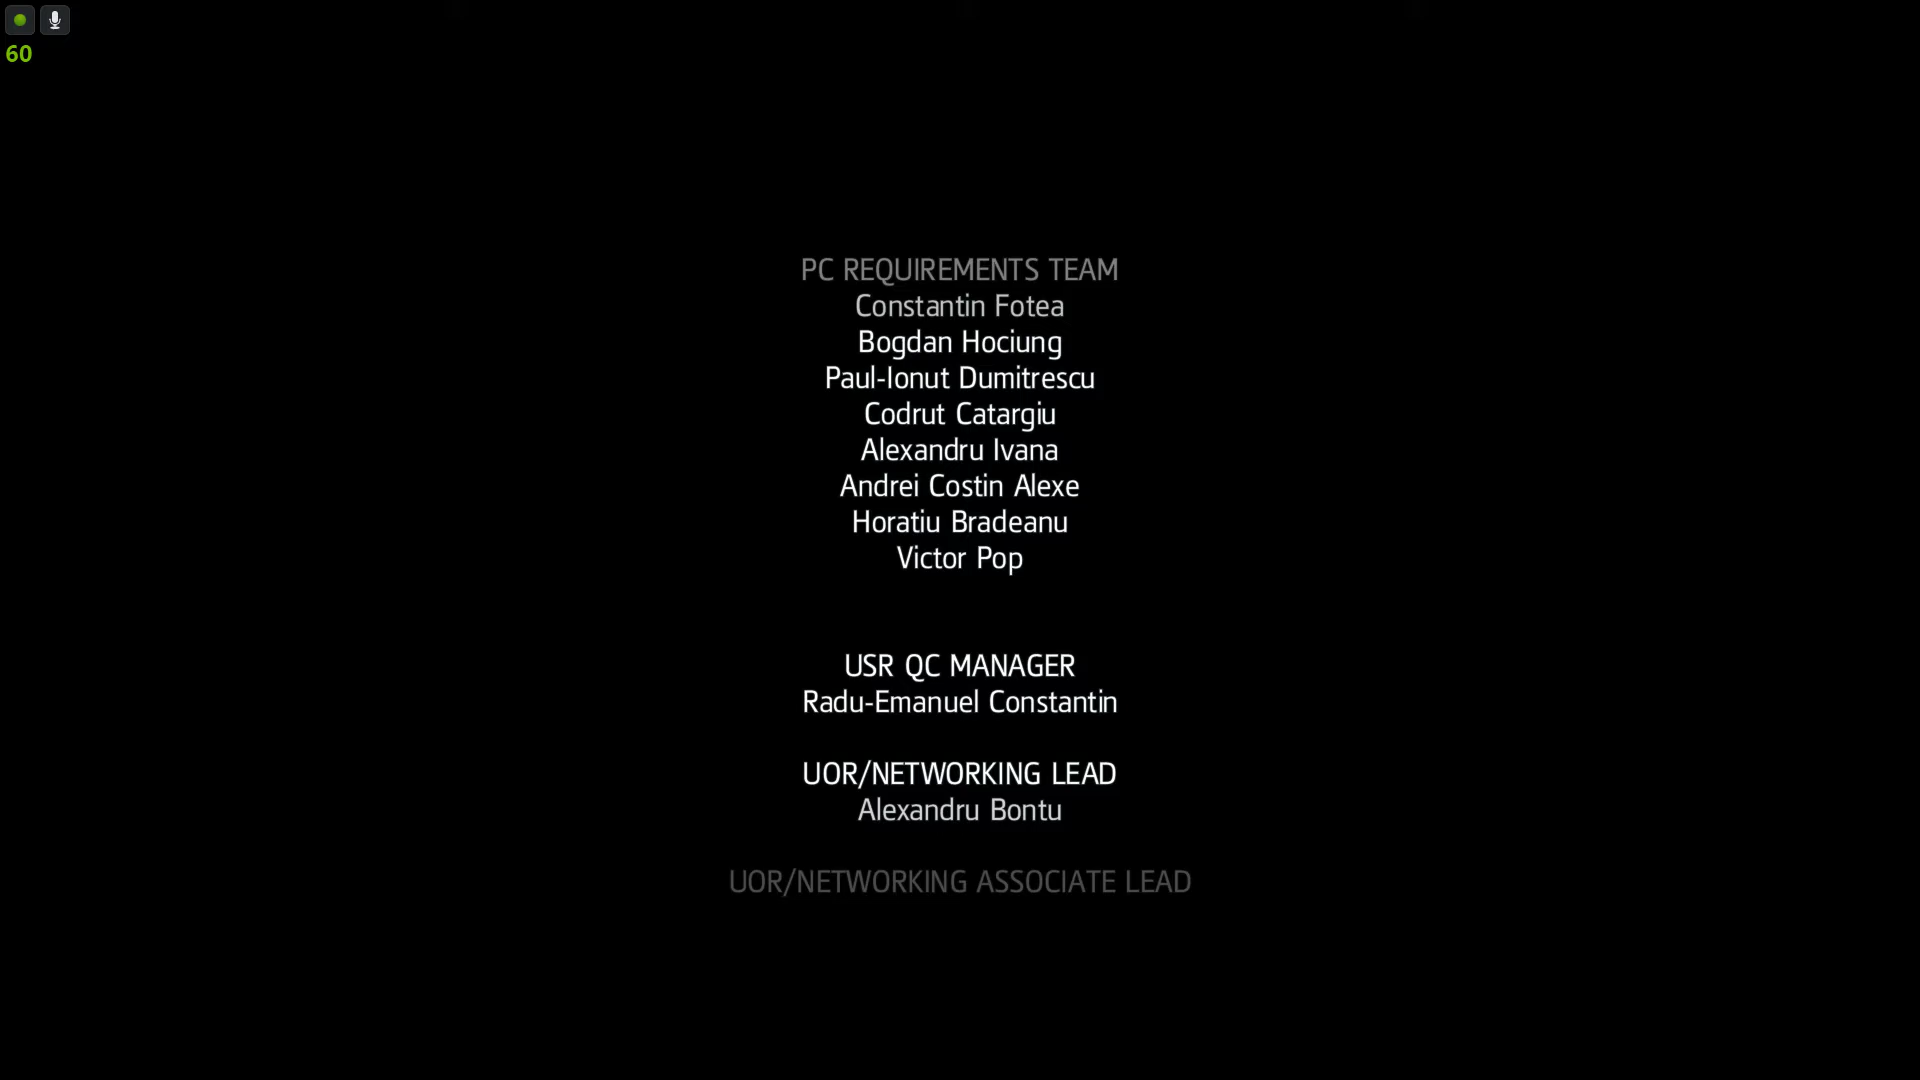 60
PC REQUIREMENTS TEAM
Constantin Fotea
Bogdan Hociung
Paul-Ionut Dumitrescu
Codrut Catargiu
Alexandru Ivana
Andrei Costin Alexe
Horatiu Bradeanu
Victor Pop
USR QC MANAGER
Radu-Emanuel Constantin
UOR/NETWORKING LEAD
Alexandru Bontu
UOR/NETWORKING ASSOCIATE LEAD